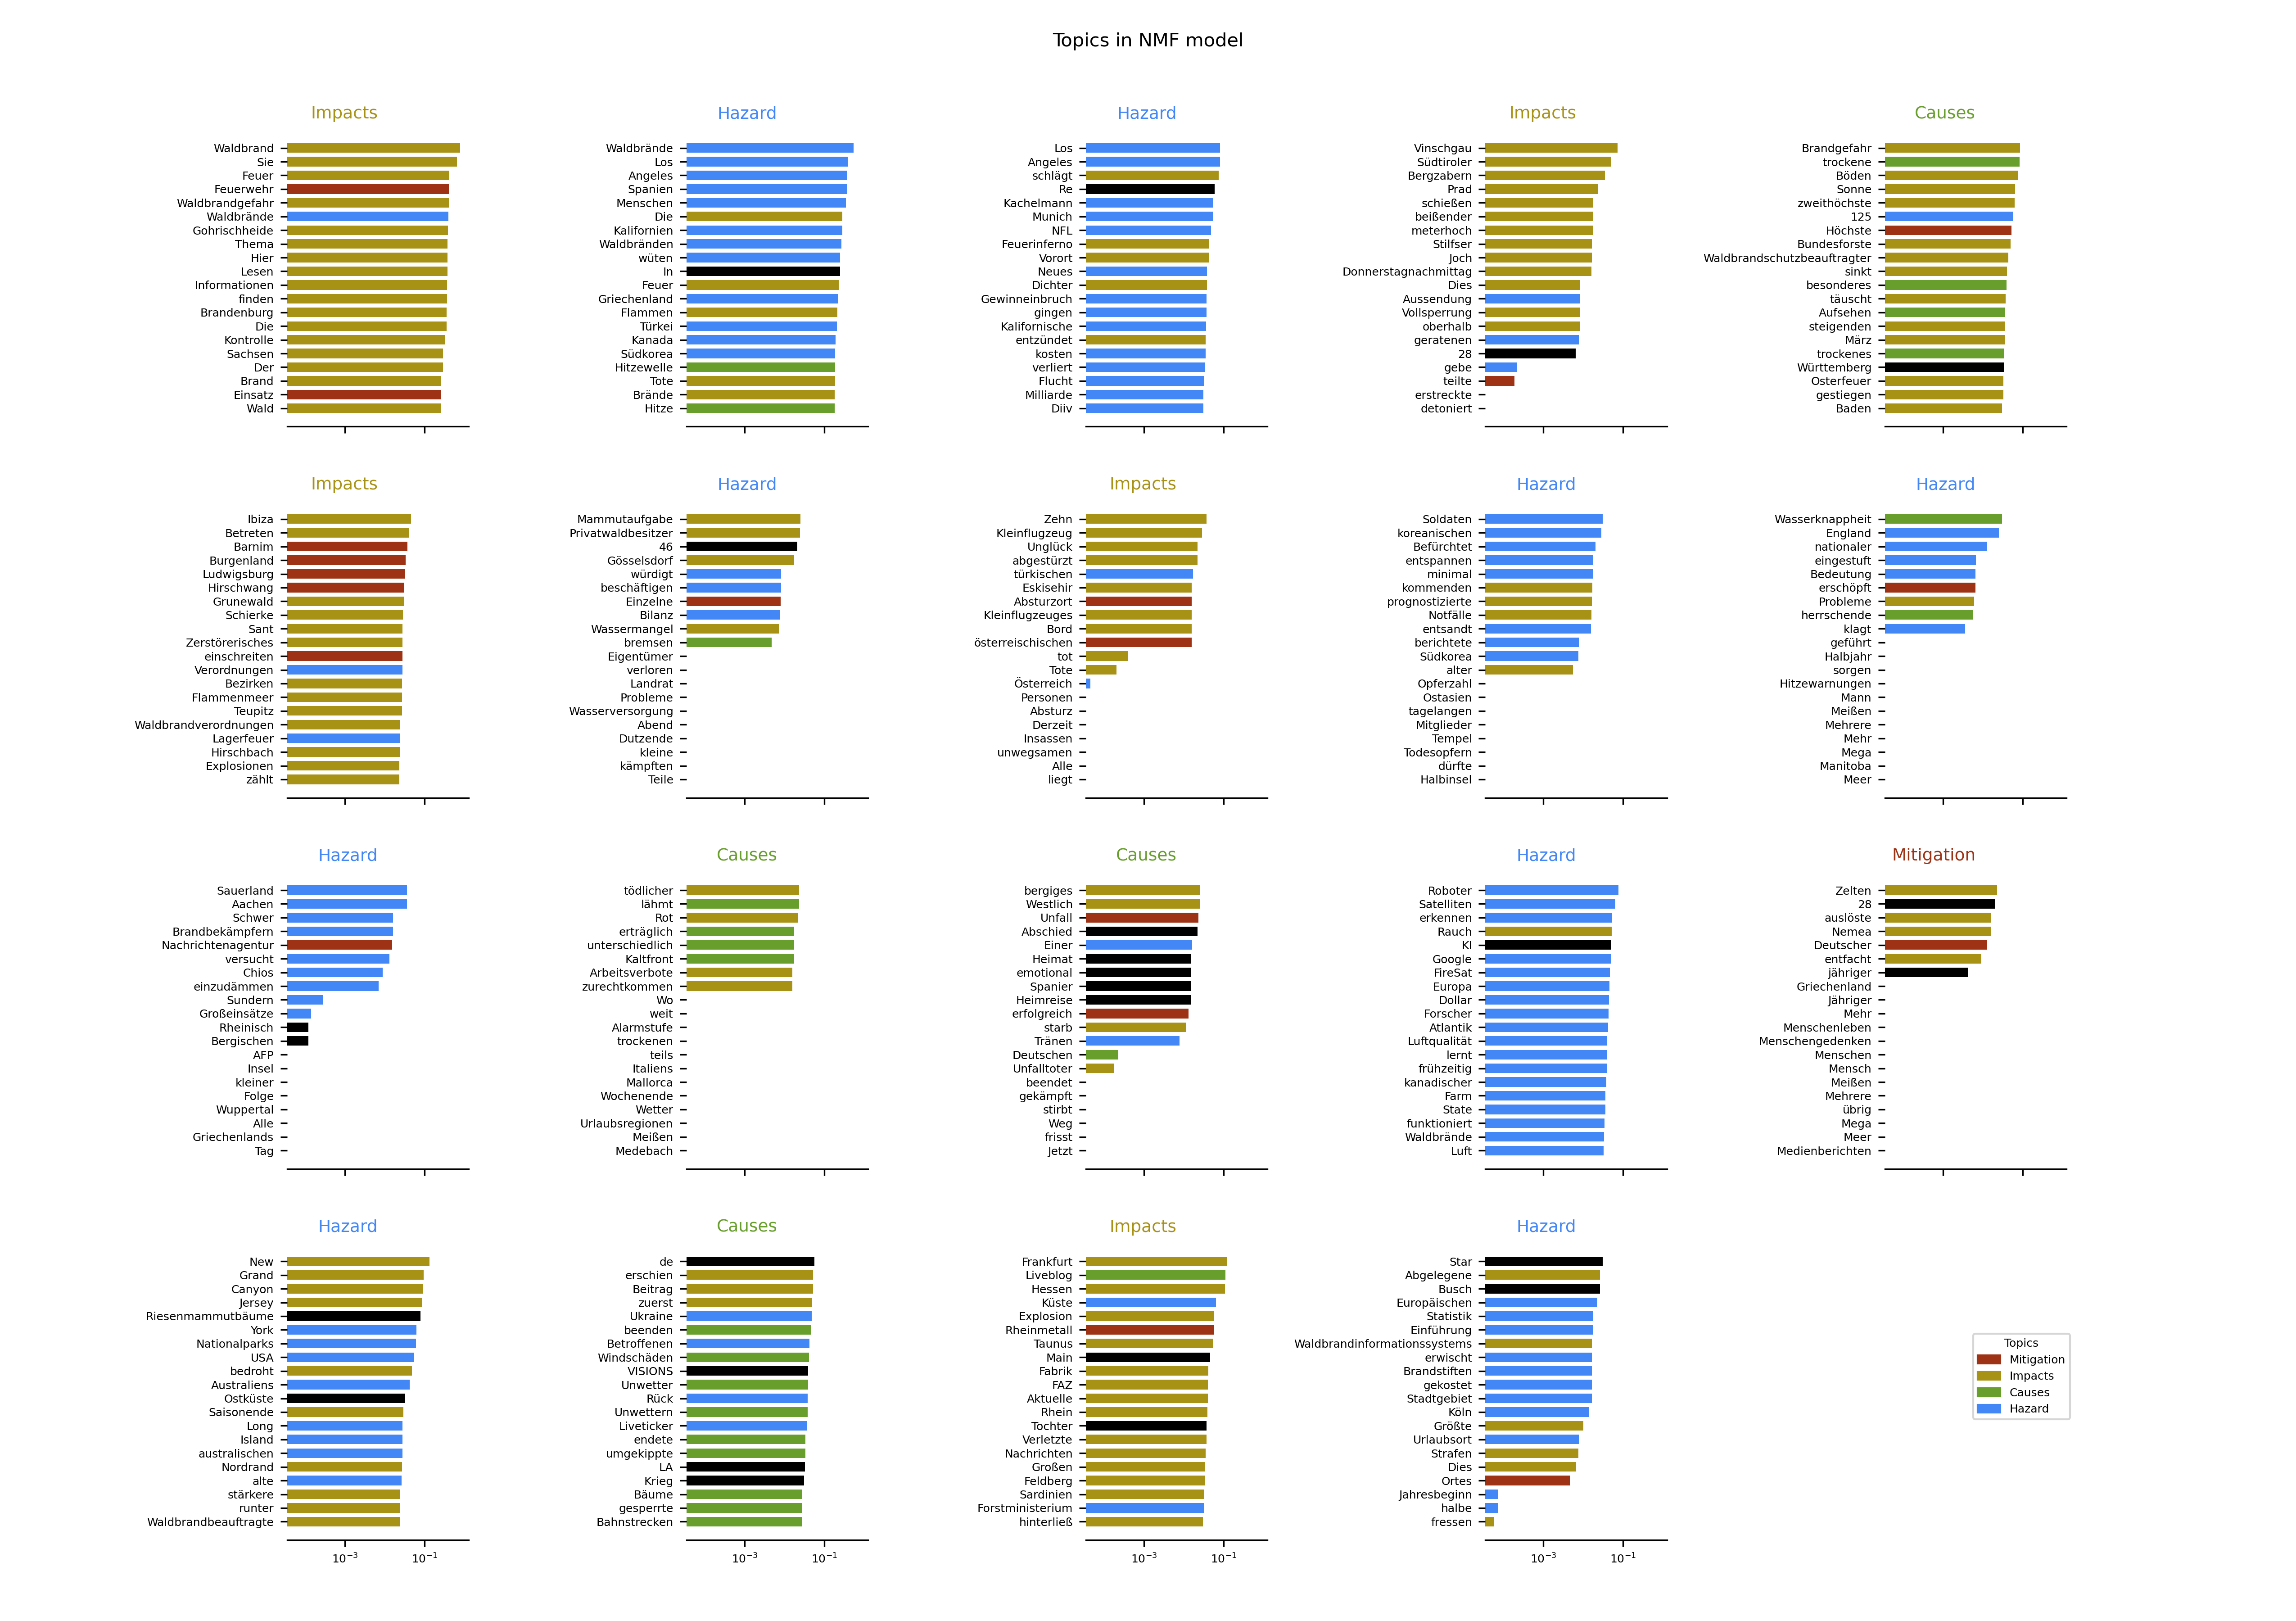 Topics in NMF model
Impacts
Waldbrand
Sie
Feuer
Feuerwehr
Waldbrandgefahr
Waldbrände
Gohrischheide
Thema
Hier
Lesen
Informationen
finden
Brandenburg
Die
Kontrolle
Sachsen
Der
Brand
Einsatz
Wald
Hazard
Waldbrände
Los
Angeles
Spanien
Menschen
Die
Kalifornien
Waldbränden
wüten
In
Feuer
Griechenland
Flammen
Türkei
Kanada
Südkorea
Hitzewelle
Tote
Brände
Hitze
Hazard
Los
Angeles
schlägt
Re
Kachelmann
Munich
NFL
Feuerinferno
Vorort
Neues
Dichter
Gewinneinbruch
gingen
Kalifornische
entzündet
kosten
verliert
Flucht
Milliarde
Diiv
Impacts
Vinschgau
Südtiroler
Bergzabern
Prad
schießen
beißender
meterhoch
Stilfser
Joch
Donnerstagnachmittag
Dies
Aussendung
Vollsperrung
oberhalb
geratenen
28
gebe
teilte
erstreckte
detoniert
Causes
Brandgefahr
trockene
Böden
Sonne
zweithöchste
125
Höchste
Bundesforste
Waldbrandschutzbeauftragter
sinkt
besonderes
täuscht
Aufsehen
steigenden
März
trockenes
Württemberg
Osterfeuer
gestiegen
Baden
Impacts
Ibiza
Betreten
Barnim
Burgenland
Ludwigsburg
Hirschwang
Grunewald
Schierke
Sant
Zerstörerisches
einschreiten
Verordnungen
Bezirken
Flammenmeer
Teupitz
Waldbrandverordnungen
Lagerfeuer
Hirschbach
Explosionen
zählt
Hazard
Mammutaufgabe
Privatwaldbesitzer
46
Gösselsdorf
würdigt
beschäftigen
Einzelne
Bilanz
Wassermangel
bremsen
Eigentümer
verloren
Landrat
Probleme
Wasserversorgung
Abend
Dutzende
kleine
kämpften
Teile
Impacts
Zehn
Kleinflugzeug
Unglück
abgestürzt
türkischen
Eskisehir
Absturzort
Kleinflugzeuges
Bord
österreischischen
tot
Tote
Österreich
Personen
Absturz
Derzeit
Insassen
unwegsamen
Alle
liegt
Hazard
Soldaten
koreanischen
Befürchtet
entspannen
minimal
kommenden
prognostizierte
Notfälle
entsandt
berichtete
Südkorea
alter
Opferzahl
Ostasien
tagelangen
Mitglieder
Tempel
Todesopfern
dürfte
Halbinsel
Hazard
Wasserknappheit
England
nationaler
eingestuft
Bedeutung
erschöpft
Probleme
herrschende
klagt
geführt
Halbjahr
sorgen
Hitzewarnungen
Mann
Meißen
Mehrere
Mehr
Mega
Manitoba
Meer
Hazard
Sauerland
Aachen
Schwer
Brandbekämpfern
Nachrichtenagentur
versucht
Chios
einzudämmen
Sundern
Großeinsätze
Rheinisch
Bergischen
AFP
Insel
kleiner
Folge
Wuppertal
Alle
Griechenlands
Tag
Causes
tödlicher
lähmt
Rot
erträglich
unterschiedlich
Kaltfront
Arbeitsverbote
zurechtkommen
Wo
weit
Alarmstufe
trockenen
teils
Italiens
Mallorca
Wochenende
Wetter
Urlaubsregionen
Meißen
Medebach
Causes
bergiges
Westlich
Unfall
Abschied
Einer
Heimat
emotional
Spanier
Heimreise
erfolgreich
starb
Tränen
Deutschen
Unfalltoter
beendet
gekämpft
stirbt
Weg
frisst
Jetzt
Hazard
Roboter
Satelliten
erkennen
Rauch
KI
Google
FireSat
Europa
Dollar
Forscher
Atlantik
Luftqualität
lernt
frühzeitig
kanadischer
Farm
State
funktioniert
Waldbrände
Luft
Mitigation
Zelten
28
auslöste
Nemea
Deutscher
entfacht
jähriger
Griechenland
Jähriger
Mehr
Menschenleben
Menschengedenken
Menschen
Mensch
Meißen
Mehrere
übrig
Mega
Meer
Medienberichten
Hazard
New
Grand
Canyon
Jersey
Riesenmammutbäume
York
Nationalparks
USA
bedroht
Australiens
Ostküste
Saisonende
Long
Island
australischen
Nordrand
alte
stärkere
runter
Waldbrandbeauftragte
10⁻³ 10⁻¹
Causes
de
erschien
Beitrag
zuerst
Ukraine
beenden
Betroffenen
Windschäden
VISIONS
Unwetter
Rück
Unwettern
Liveticker
endete
umgekippte
LA
Krieg
Bäume
gesperrte
Bahnstrecken
10⁻³ 10⁻¹
Impacts
Frankfurt
Liveblog
Hessen
Küste
Explosion
Rheinmetall
Taunus
Main
Fabrik
FAZ
Aktuelle
Rhein
Tochter
Verletzte
Nachrichten
Großen
Feldberg
Sardinien
Forstministerium
hinterließ
10⁻³ 10⁻¹
Hazard
Star
Abgelegene
Busch
Europäischen
Statistik
Einführung
Waldbrandinformationssystems
erwischt
Brandstiften
gekostet
Stadtgebiet
Köln
Größte
Urlaubsort
Strafen
Dies
Ortes
Jahresbeginn
halbe
fressen
10⁻³ 10⁻¹
Topics
Mitigation
Impacts
Causes
Hazard